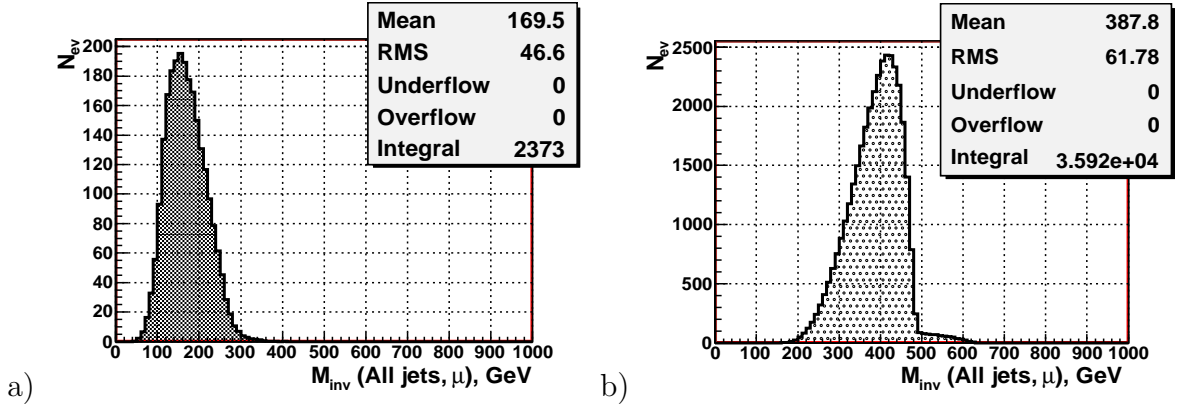 Mean 169.5
RMS 46.6
Underflow 0
Overflow 0
Integral 2373
N_ev
200
180
160
140
120
100
80
60
40
20
0
0 100 200 300 400 500 600 700 800 900 1000
M_inv (All jets, μ), GeV
a)
Mean 387.8
RMS 61.78
Underflow 0
Overflow 0
Integral 3.592e+04
N_ev
2500
2000
1500
1000
500
0
0 100 200 300 400 500 600 700 800 900 1000
M_inv (All jets, μ), GeV
b)